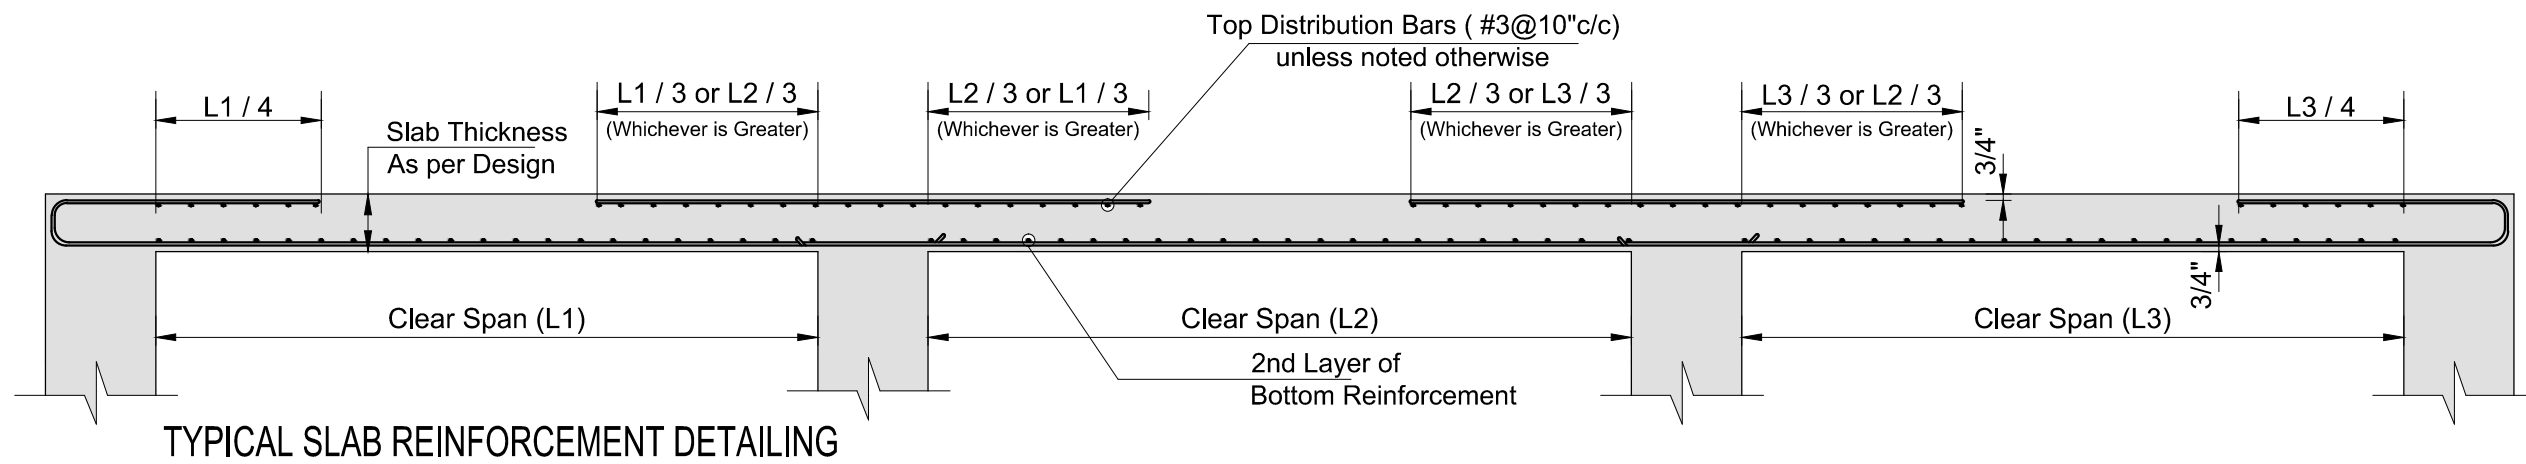 Top Distribution Bars ( #3@10"c/c)
unless noted otherwise
L1 / 4
L1 / 3 or L2 / 3
(Whichever is Greater)
L2 / 3 or L1 / 3
(Whichever is Greater)
L2 / 3 or L3 / 3
(Whichever is Greater)
L3 / 3 or L2 / 3
(Whichever is Greater)
L3 / 4
Slab Thickness
As per Design
3/4"
3/4"
Clear Span (L1)
Clear Span (L2)
Clear Span (L3)
2nd Layer of
Bottom Reinforcement
TYPICAL SLAB REINFORCEMENT DETAILING